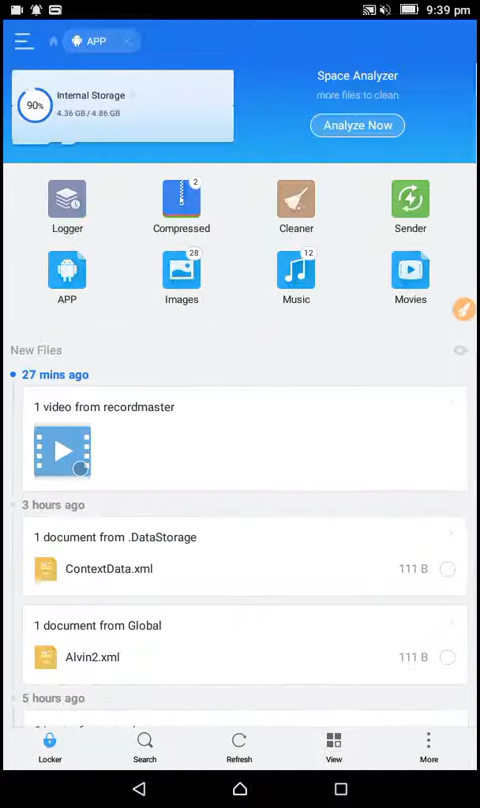 9:39 pm
APP
Internal Storage
90%
4.36 GB / 4.86 GB
Space Analyzer
more files to clean
Analyze Now
Logger
2
Compressed
Cleaner
Sender
APP
28
Images
12
Music
Movies
New Files
27 mins ago
1 video from recordmaster
3 hours ago
1 document from .DataStorage
ContextData.xml
111 B
1 document from Global
Alvin2.xml
111 B
5 hours ago
Locker
Search
Refresh
View
More